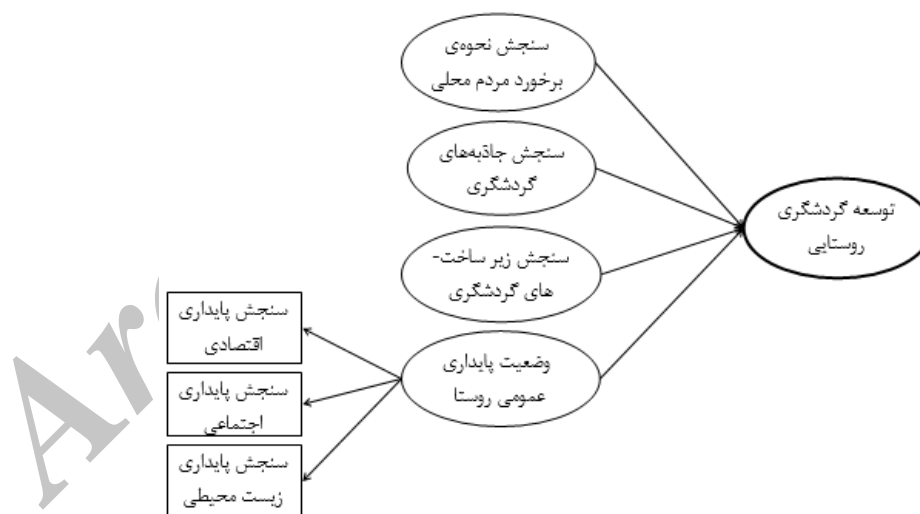 سنجش نحوه‌ی
برخورد مردم محلی
سنجش جاذبه‌های
گردشگری
توسعه گردشگری
روستایی
سنجش زیر ساخت-
های گردشگری
وضعیت پایداری
عمومی روستا
سنجش پایداری
اقتصادی
سنجش پایداری
اجتماعی
سنجش پایداری
زیست محیطی